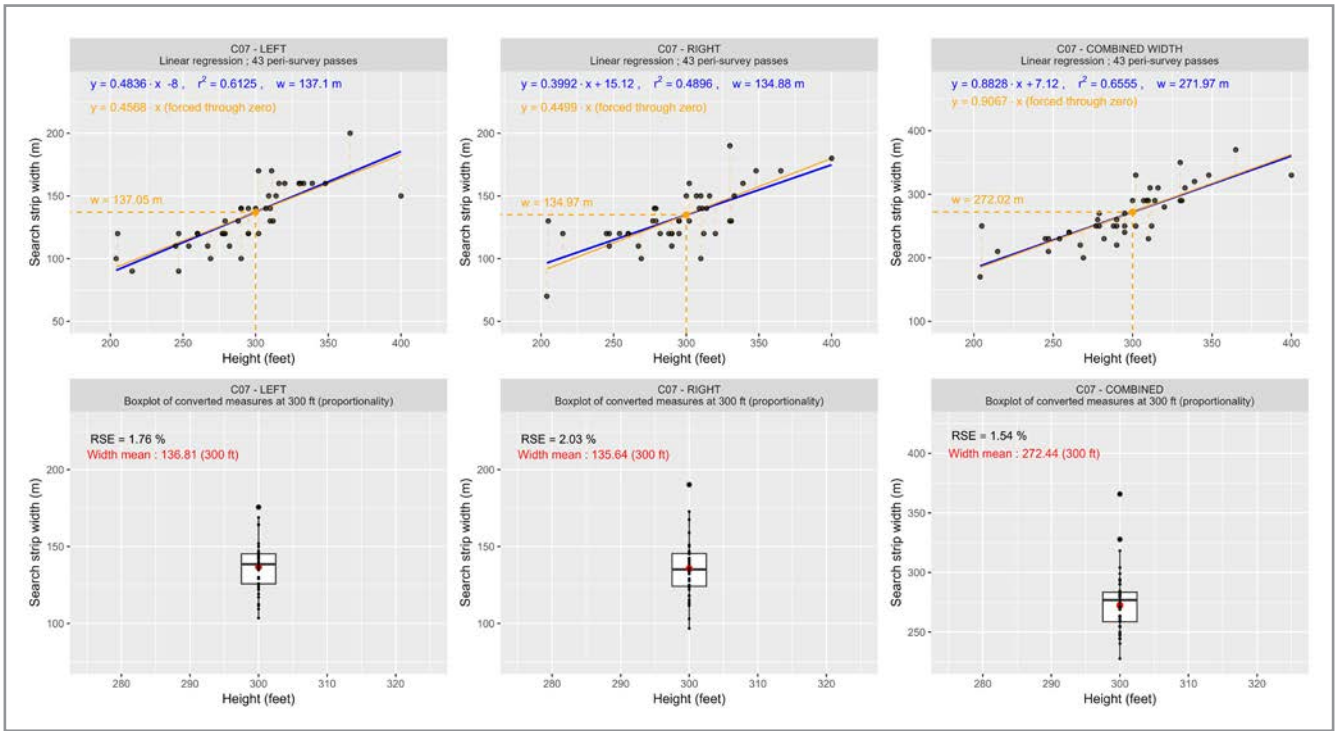 C07 - LEFT
Linear regression ; 43 peri-survey passes
y = 0.4836 · x -8 , r² = 0.6125 , w = 137.1 m
y = 0.4568 · x (forced through zero)
w = 137.05 m
Search strip width (m)
200
150
100
50
200 250 300 350 400
Height (feet)
C07 - RIGHT
Linear regression ; 43 peri-survey passes
y = 0.3992 · x + 15.12 , r² = 0.4896 , w = 134.88 m
y = 0.4499 · x (forced through zero)
w = 134.97 m
Search strip width (m)
200
150
100
50
200 250 300 350 400
Height (feet)
C07 - COMBINED WIDTH
Linear regression ; 43 peri-survey passes
y = 0.8828 · x + 7.12 , r² = 0.6555 , w = 271.97 m
y = 0.9067 · x (forced through zero)
w = 272.02 m
Search strip width (m)
400
300
200
100
200 250 300 350 400
Height (feet)
C07 - LEFT
Boxplot of converted measures at 300 ft (proportionality)
RSE = 1.76 %
Width mean : 136.81 (300 ft)
Search strip width (m)
200
150
100
280 290 300 310 320
Height (feet)
C07 - RIGHT
Boxplot of converted measures at 300 ft (proportionality)
RSE = 2.03 %
Width mean : 135.64 (300 ft)
Search strip width (m)
200
150
100
280 290 300 310 320
Height (feet)
C07 - COMBINED
Boxplot of converted measures at 300 ft (proportionality)
RSE = 1.54 %
Width mean : 272.44 (300 ft)
Search strip width (m)
400
350
300
250
280 290 300 310 320
Height (feet)